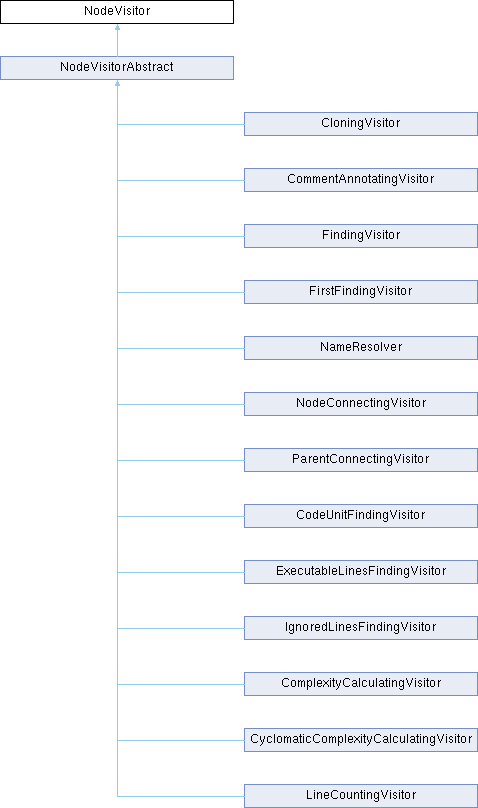 NodeVisitor
NodeVisitorAbstract
CloningVisitor
CommentAnnotatingVisitor
FindingVisitor
FirstFindingVisitor
NameResolver
NodeConnectingVisitor
ParentConnectingVisitor
CodeUnitFindingVisitor
ExecutableLinesFindingVisitor
IgnoredLinesFindingVisitor
ComplexityCalculatingVisitor
CyclomaticComplexityCalculatingVisitor
LineCountingVisitor